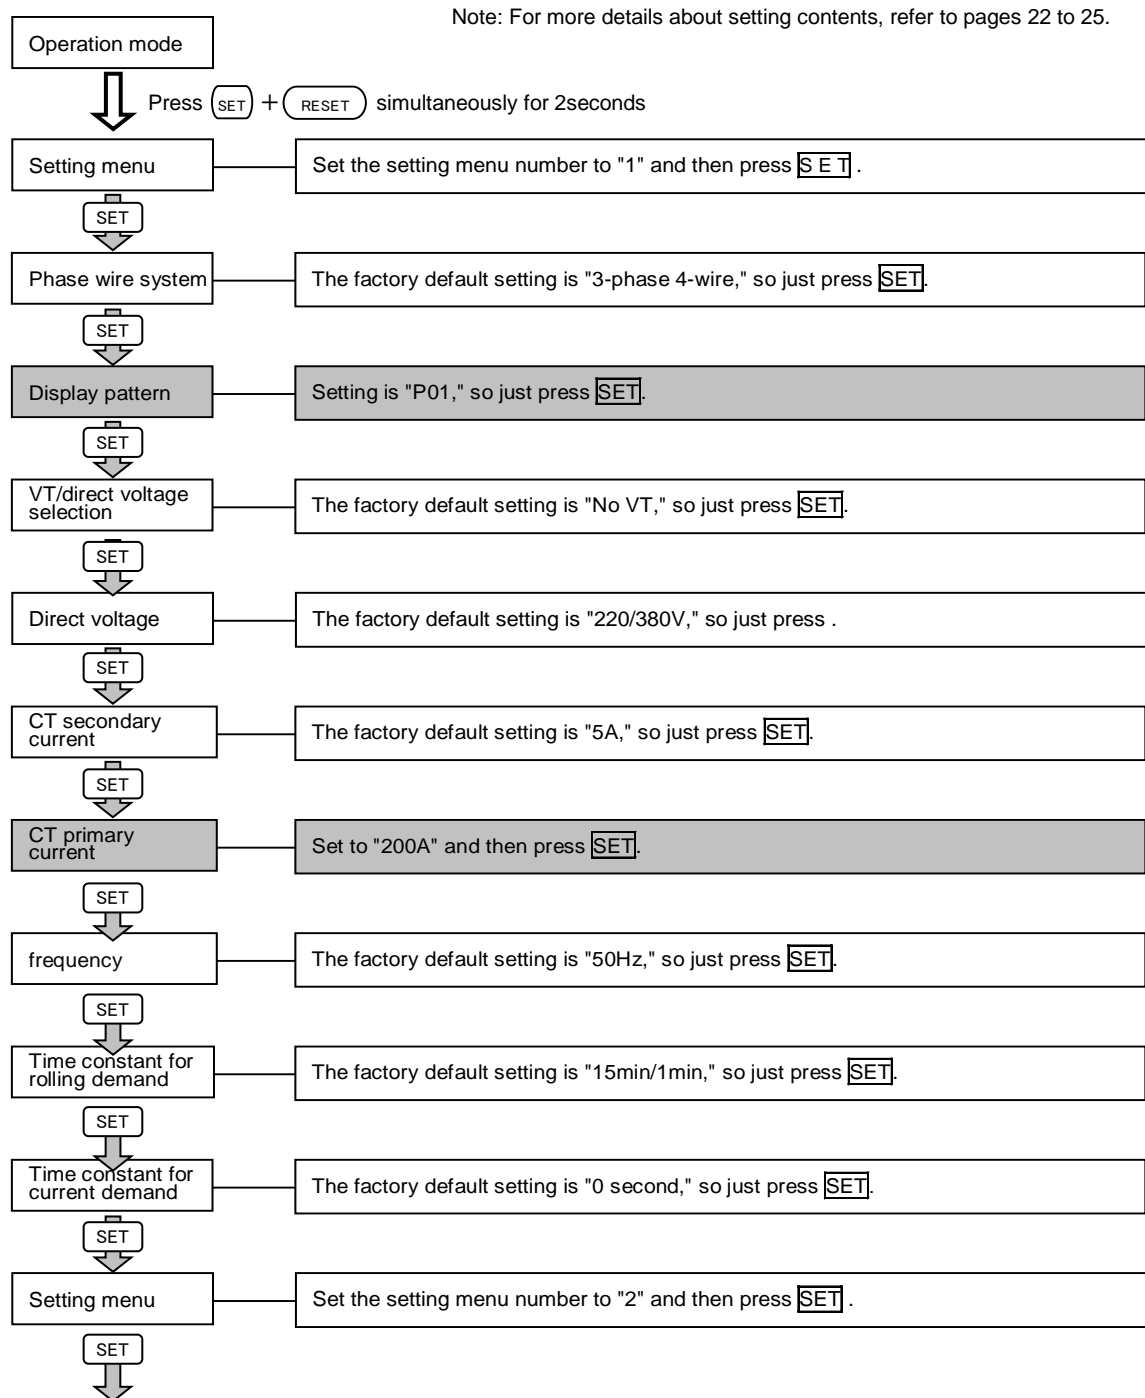 Note: For more details about setting contents, refer to pages 22 to 25.
Operation mode
Press SET + RESET simultaneously for 2seconds
Setting menu
Set the setting menu number to "1" and then press S E T .
SET
Phase wire system
The factory default setting is "3-phase 4-wire," so just press SET.
SET
Display pattern
Setting is "P01," so just press SET.
SET
VT/direct voltage
selection
The factory default setting is "No VT," so just press SET.
SET
Direct voltage
The factory default setting is "220/380V," so just press .
SET
CT secondary
current
The factory default setting is "5A," so just press SET.
SET
CT primary
current
Set to "200A" and then press SET.
SET
frequency
The factory default setting is "50Hz," so just press SET.
SET
Time constant for
rolling demand
The factory default setting is "15min/1min," so just press SET.
SET
Time constant for
current demand
The factory default setting is "0 second," so just press SET.
SET
Setting menu
Set the setting menu number to "2" and then press SET .
SET